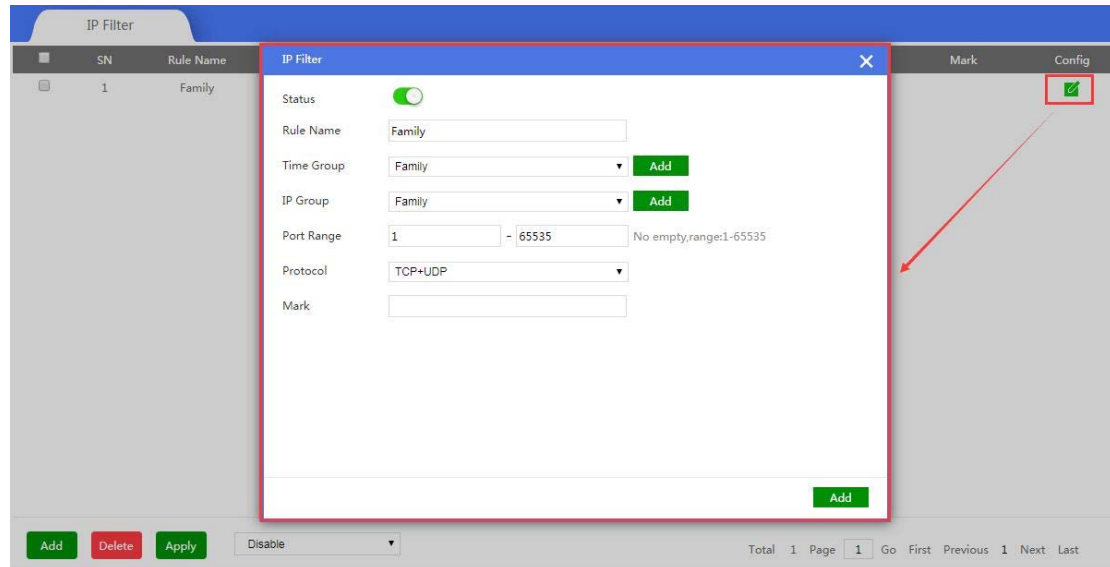 IP Filter
SN Rule Name IP Filter Mark Config
1 Family
Status
Rule Name Family
Time Group Family Add
IP Group Family Add
Port Range 1 - 65535 No empty,range:1-65535
Protocol TCP+UDP
Mark
Add
Add Delete Apply Disable Total 1 Page 1 Go First Previous 1 Next Last